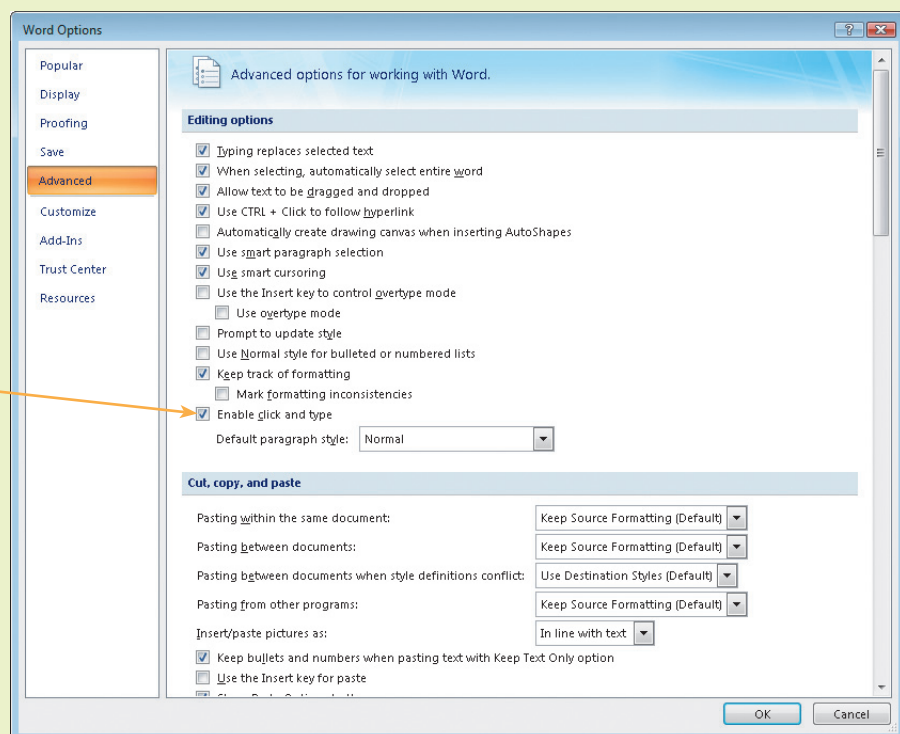 Word Options
Popular
Display
Proofing
Save
Advanced
Customize
Add-Ins
Trust Center
Resources
Advanced options for working with Word.
Editing options
Typing replaces selected text
When selecting, automatically select entire word
Allow text to be dragged and dropped
Use CTRL + Click to follow hyperlink
Automatically create drawing canvas when inserting AutoShapes
Use smart paragraph selection
Use smart cursoring
Use the Insert key to control overtype mode
Use overtype mode
Prompt to update style
Use Normal style for bulleted or numbered lists
Keep track of formatting
Mark formatting inconsistencies
Enable click and type
Default paragraph style: Normal
Cut, copy, and paste
Pasting within the same document: Keep Source Formatting (Default)
Pasting between documents: Keep Source Formatting (Default)
Pasting between documents when style definitions conflict: Use Destination Styles (Default)
Pasting from other programs: Keep Source Formatting (Default)
Insert/paste pictures as: In line with text
Keep bullets and numbers when pasting text with Keep Text Only option
Use the Insert key for paste
OK Cancel